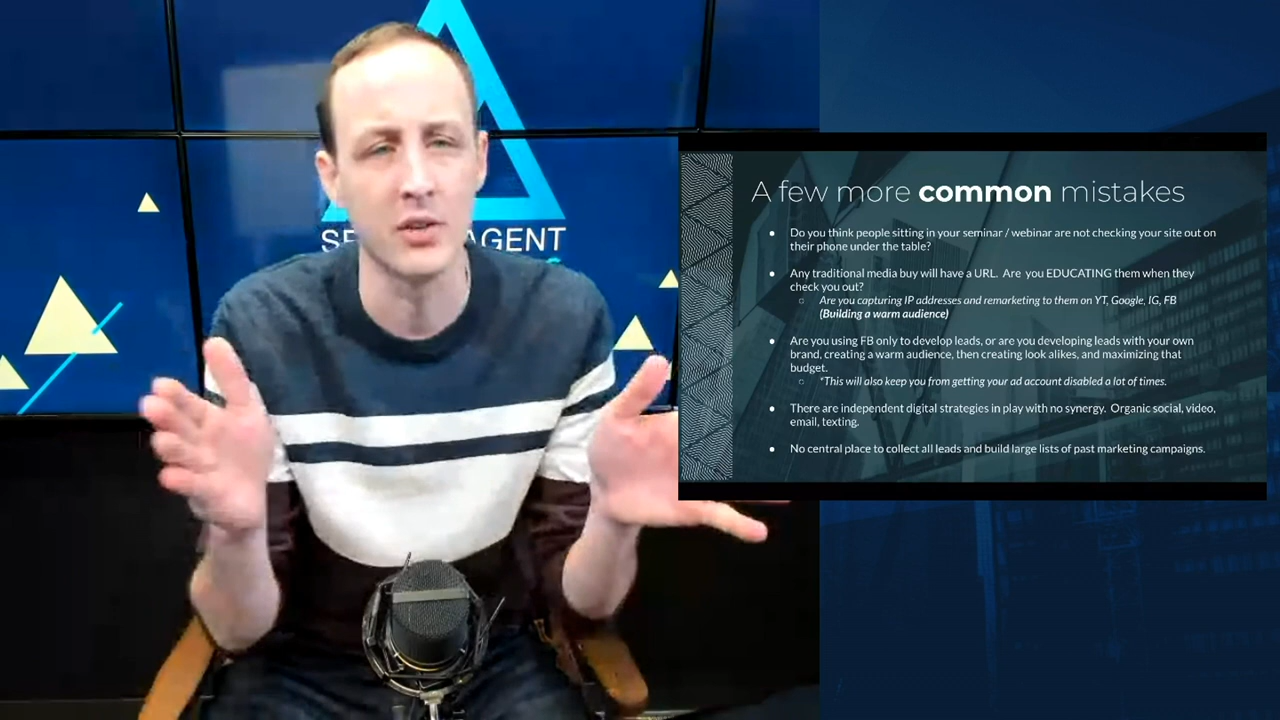 AGENT
A few more common mistakes
● Do you think people sitting in your seminar / webinar are not checking your site out on
their phone under the table?
● Any traditional media buy will have a URL. Are you EDUCATING them when they
check you out?
○ Are you capturing IP addresses and remarketing to them on YT, Google, IG, FB
(Building a warm audience)
● Are you using FB only to develop leads, or are you developing leads with your own
brand, creating a warm audience, then creating look alikes, and maximizing that
budget.
○ *This will also keep you from getting your ad account disabled a lot of times.
● There are independent digital strategies in play with no synergy. Organic social, video,
email, texting.
● No central place to collect all leads and build large lists of past marketing campaigns.